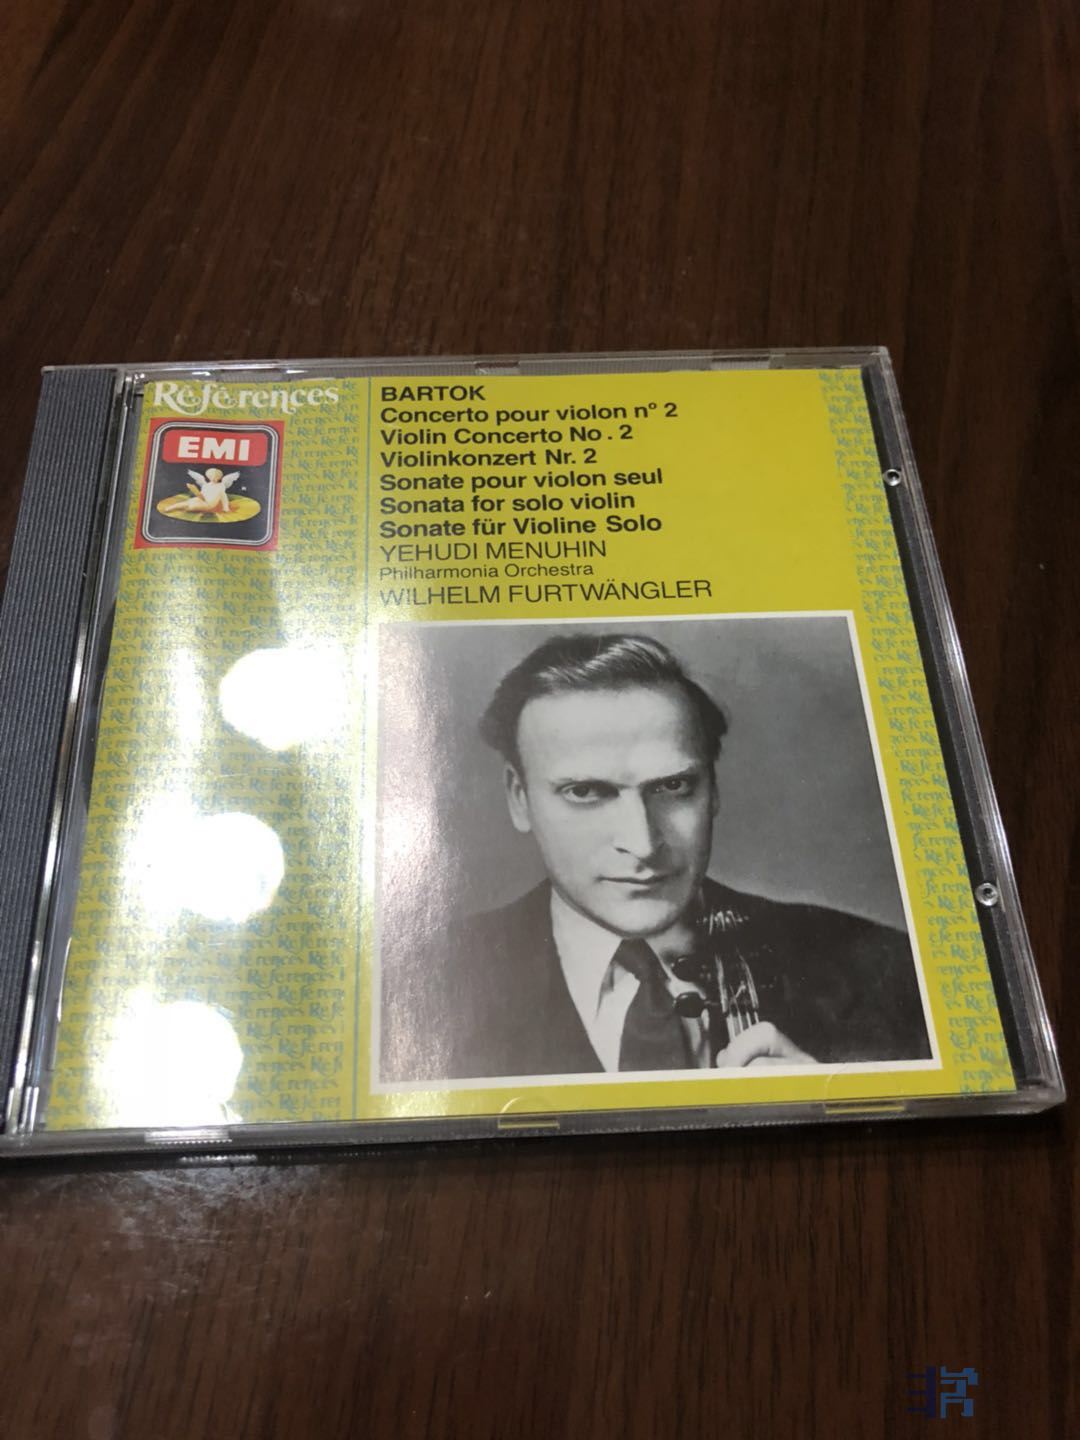 Références
EMI
BARTOK
Concerto pour violon n° 2
Violin Concerto No. 2
Violinkonzert Nr. 2
Sonate pour violon seul
Sonata for solo violin
Sonate für Violine Solo
YEHUDI MENUHIN
Philharmonia Orchestra
WILHELM FURTWÄNGLER